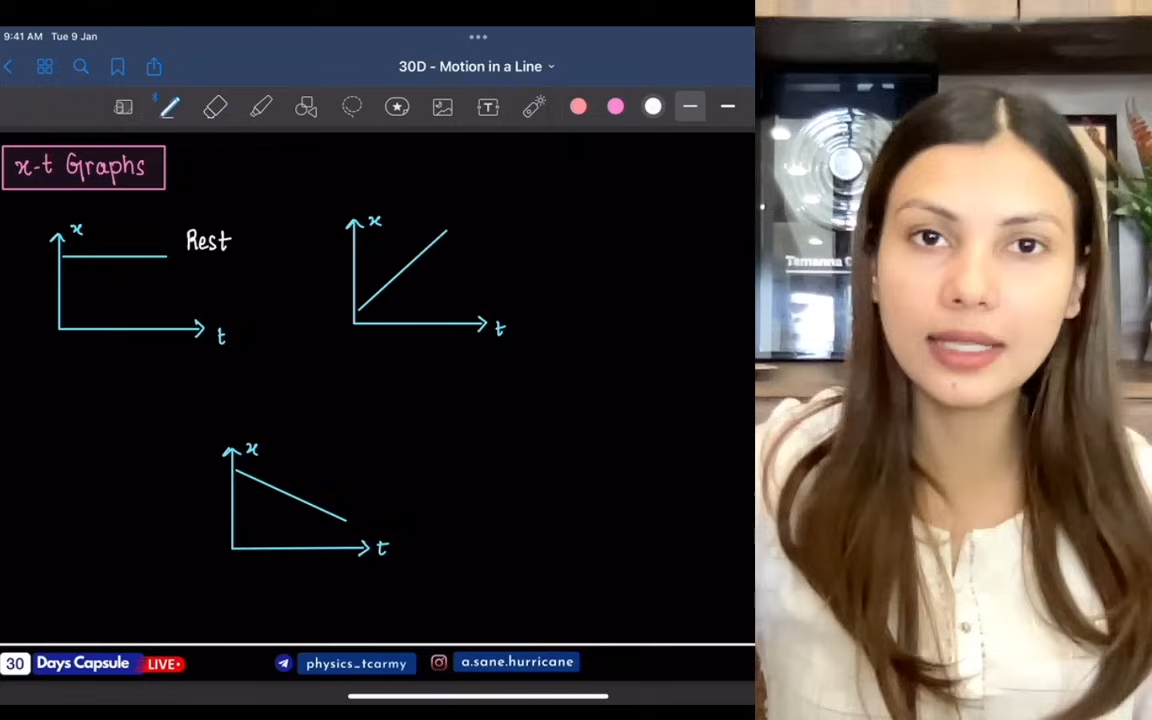 9:41 AM Tue 9 Jan
30D - Motion in a Line
T
x-t Graphs
x
Rest
t
x
t
x
t
30 Days Capsule LIVE
physics_tcarmy
a.sane.hurricane
Tamanna